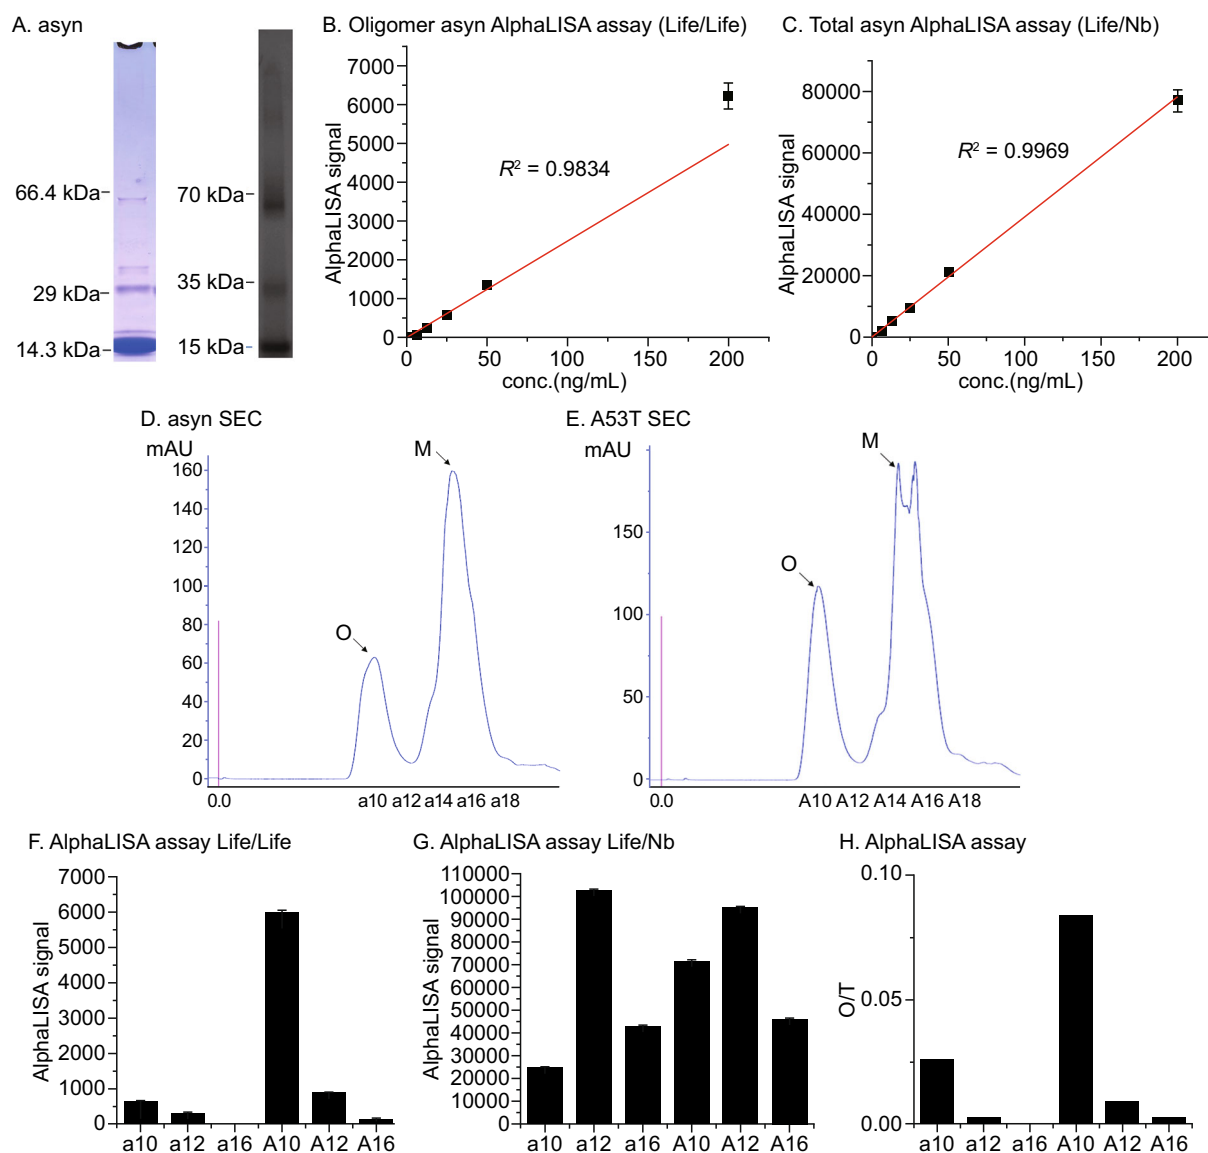 A. asyn
66.4 kDa
29 kDa
14.3 kDa
70 kDa
35 kDa
15 kDa
B. Oligomer asyn AlphaLISA assay (Life/Life)
AlphaLISA signal
7000
6000
5000
4000
3000
2000
1000
0
R² = 0.9834
0 50 100 150 200
conc.(ng/mL)
C. Total asyn AlphaLISA assay (Life/Nb)
AlphaLISA signal
80000
60000
40000
20000
0
R² = 0.9969
0 50 100 150 200
conc.(ng/mL)
D. asyn SEC
mAU
160
140
120
100
80
60
40
20
0
O
M
0.0 a10 a12 a14 a16 a18
E. A53T SEC
mAU
150
100
50
0
O
M
0.0 A10 A12 A14 A16 A18
F. AlphaLISA assay Life/Life
AlphaLISA signal
7000
6000
5000
4000
3000
2000
1000
0
a10 a12 a16 A10 A12 A16
G. AlphaLISA assay Life/Nb
AlphaLISA signal
110000
100000
90000
80000
70000
60000
50000
40000
30000
20000
10000
0
a10 a12 a16 A10 A12 A16
H. AlphaLISA assay
O/T
0.10
0.05
0.00
a10 a12 a16 A10 A12 A16